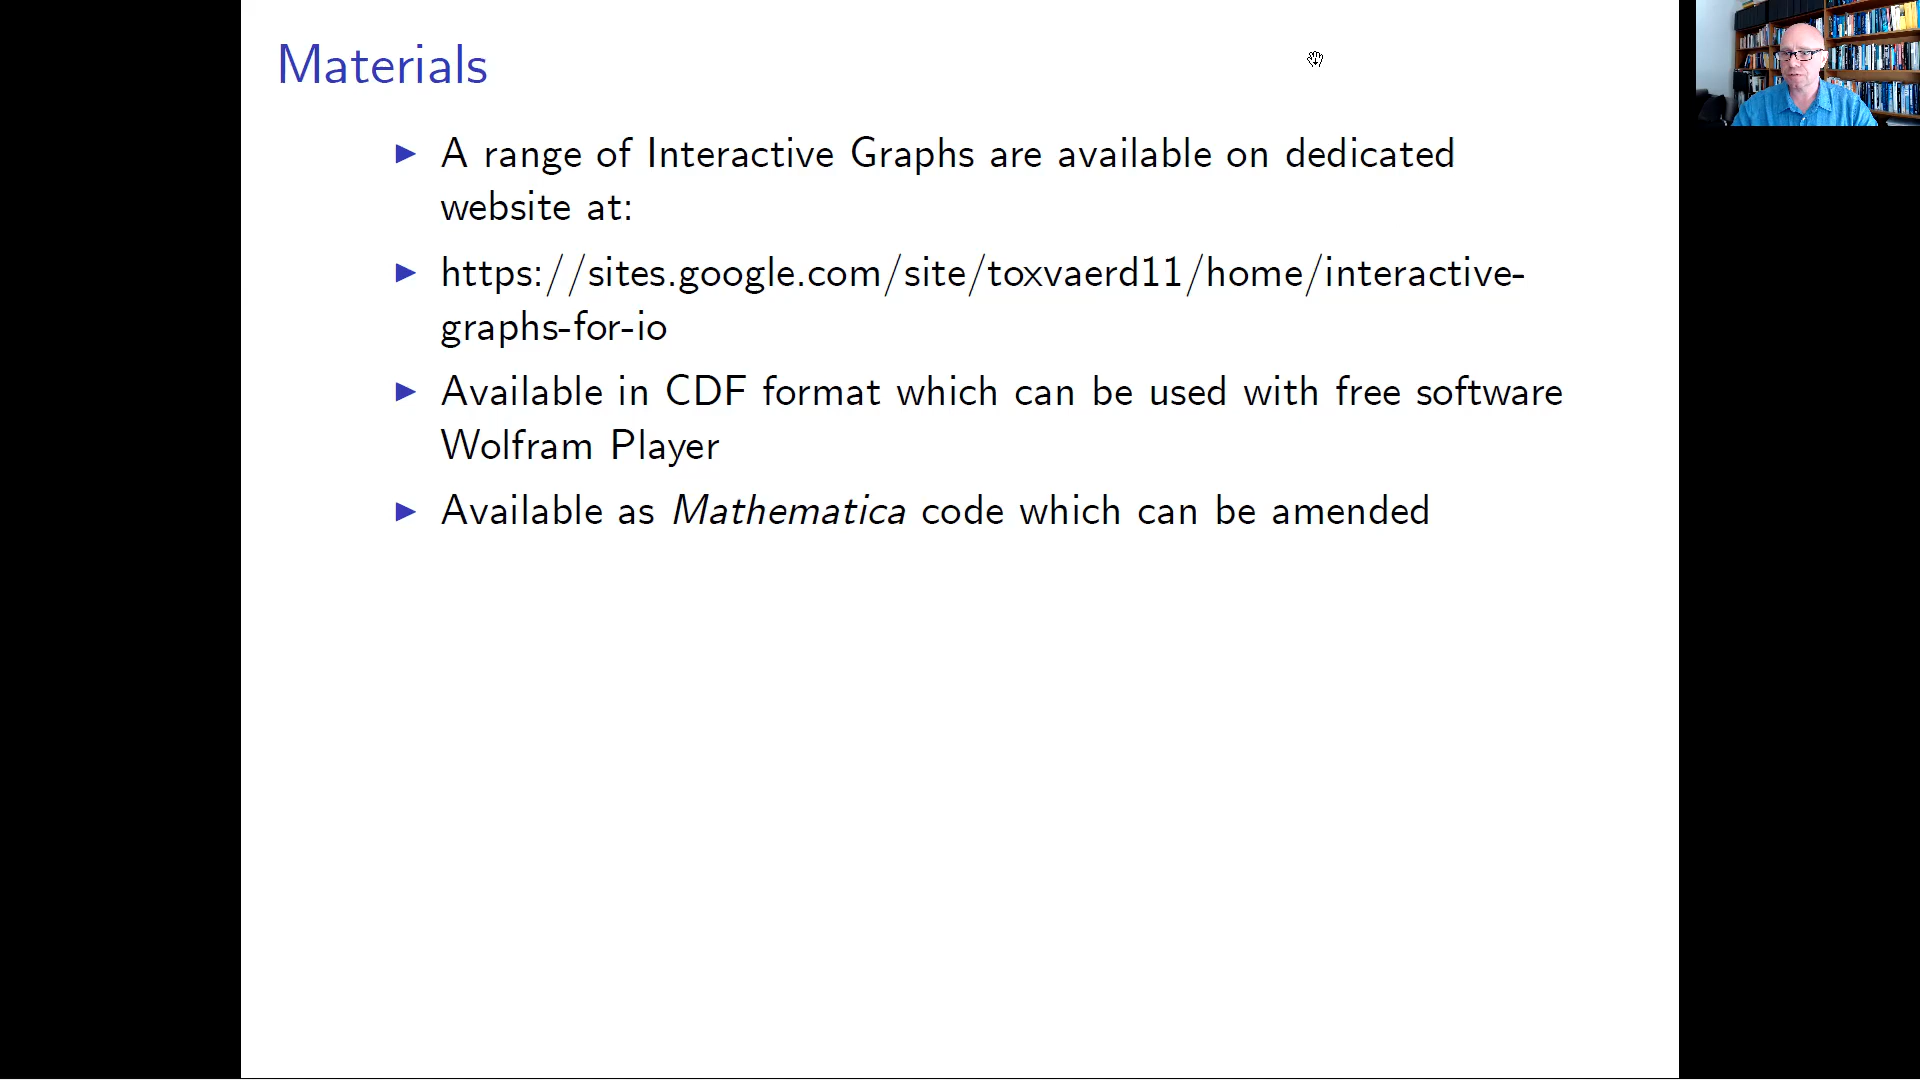 Materials
A range of Interactive Graphs are available on dedicated
website at:
https://sites.google.com/site/toxvaerd11/home/interactive-
graphs-for-io
Available in CDF format which can be used with free software
Wolfram Player
Available as Mathematica code which can be amended